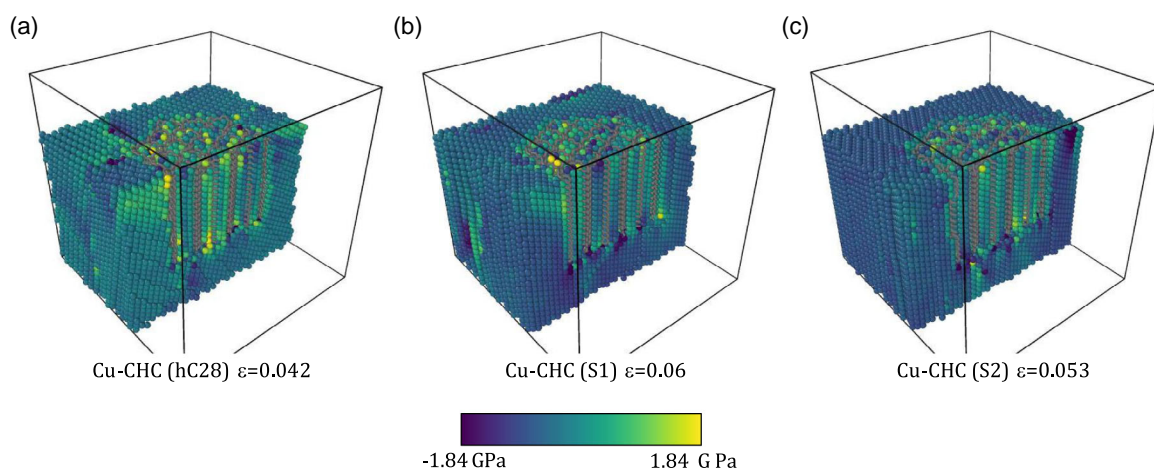 (a)
(b)
(c)
Cu-CHC (hC28) ε=0.042
Cu-CHC (S1) ε=0.06
Cu-CHC (S2) ε=0.053
-1.84 GPa
1.84 G Pa